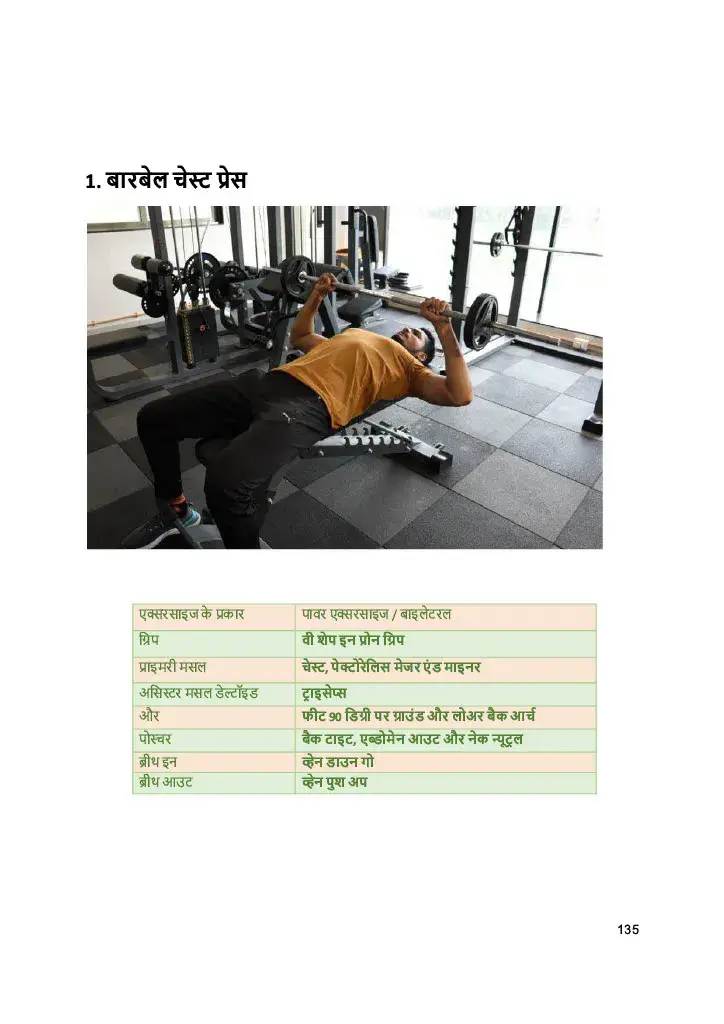 1. बारबेल चेस्ट प्रेस
एक्सरसाइज के प्रकार पावर एक्सरसाइज / बाइलेटरल
ग्रिप वी शेप इन प्रोन ग्रिप
प्राइमरी मसल चेस्ट, पेक्टोरेलिस मेजर एंड माइनर
असिस्टर मसल डेल्टॉइड ट्राइसेप्स
और फीट 90 डिग्री पर ग्राउंड और लोअर बैक आर्च
पोस्चर बैक टाइट, एब्डोमेन आउट और नेक न्यूट्रल
ब्रीथ इन व्हेन डाउन गो
ब्रीथ आउट व्हेन पुश अप
135